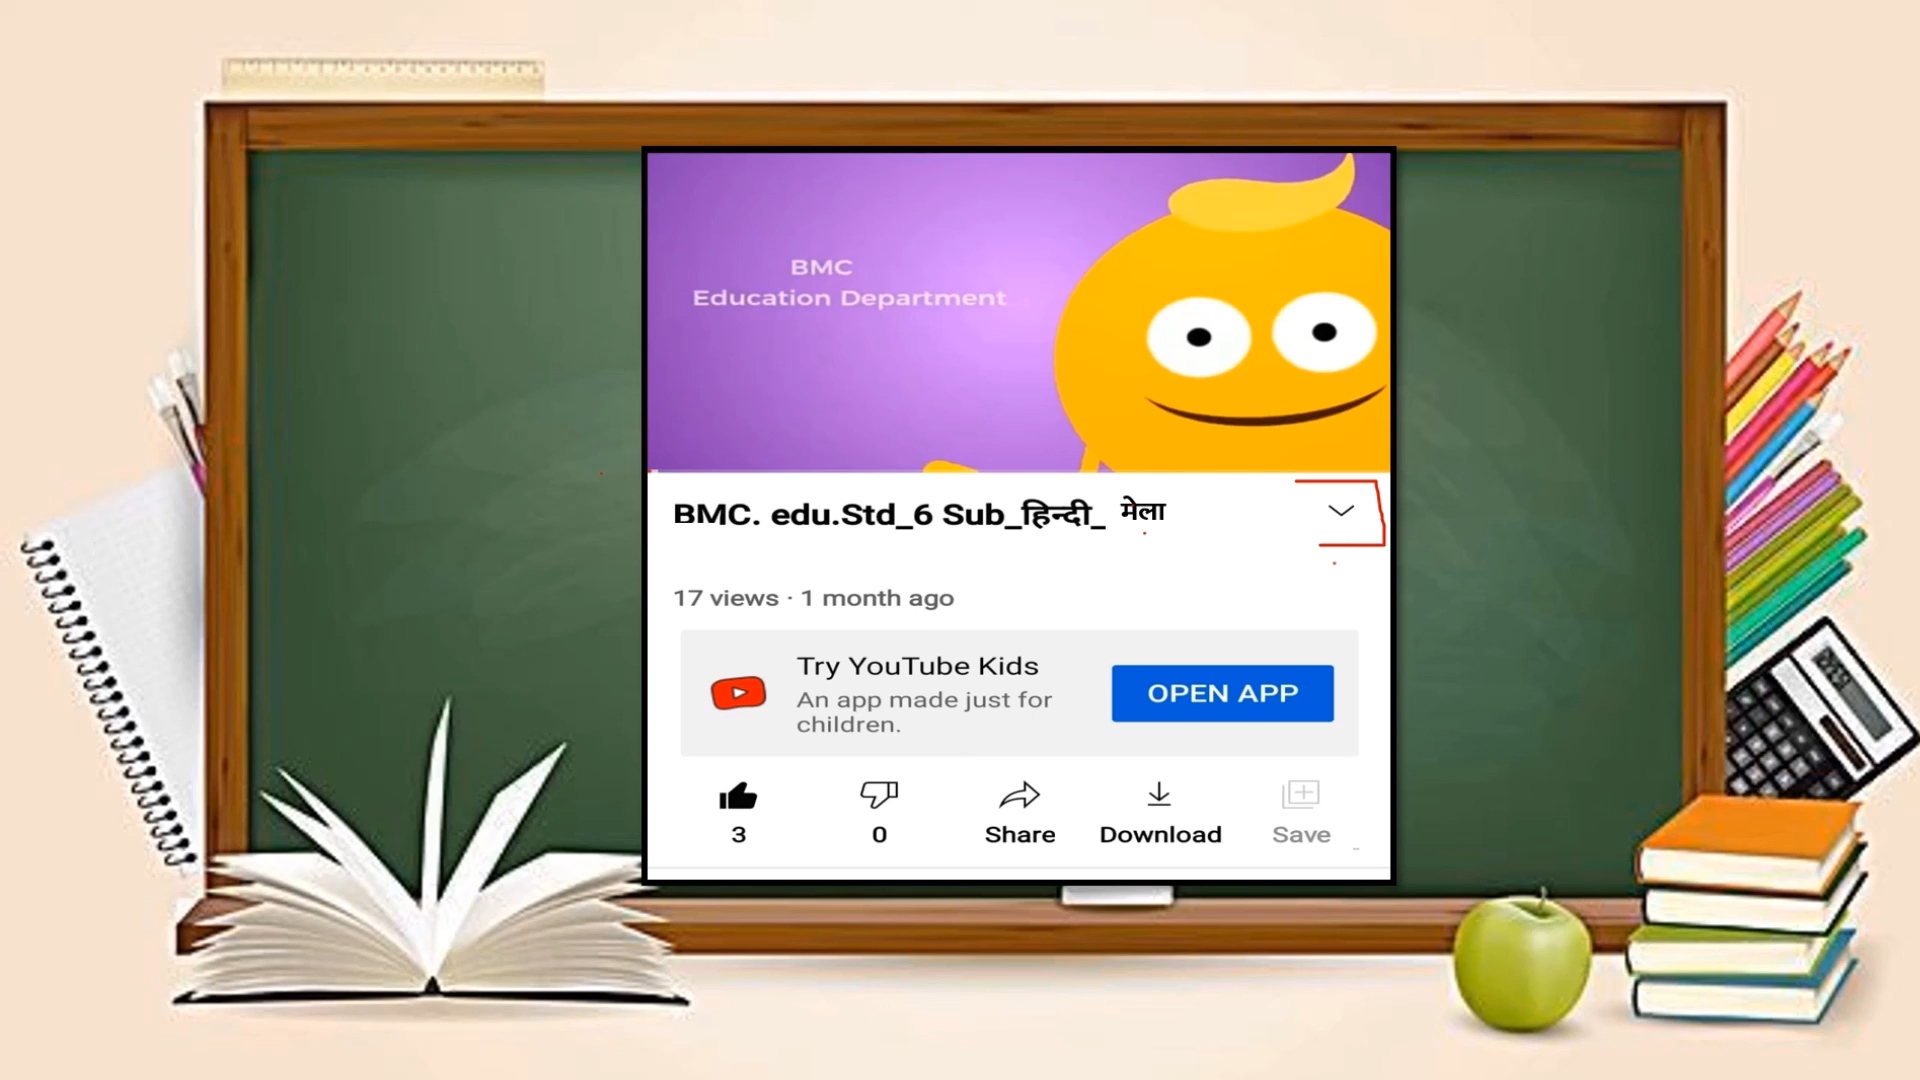 BMC
Education Department
BMC. edu.Std_6 Sub_हिन्दी_ मेला
17 views · 1 month ago
Try YouTube Kids
An app made just for
children.
OPEN APP
3
0
Share
Download
Save